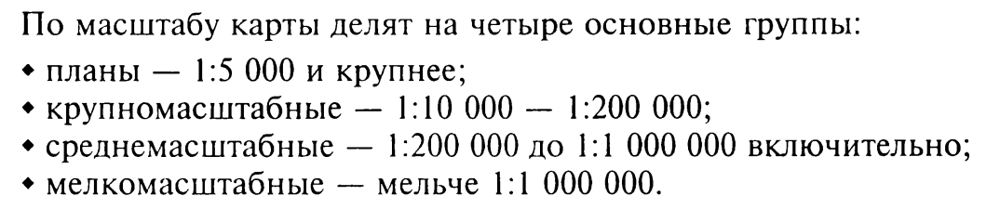 По масштабу карты делят на четыре основные группы:
◆ планы — 1:5 000 и крупнее;
◆ крупномасштабные — 1:10 000 — 1:200 000;
◆ среднемасштабные — 1:200 000 до 1:1 000 000 включительно;
◆ мелкомасштабные — мельче 1:1 000 000.